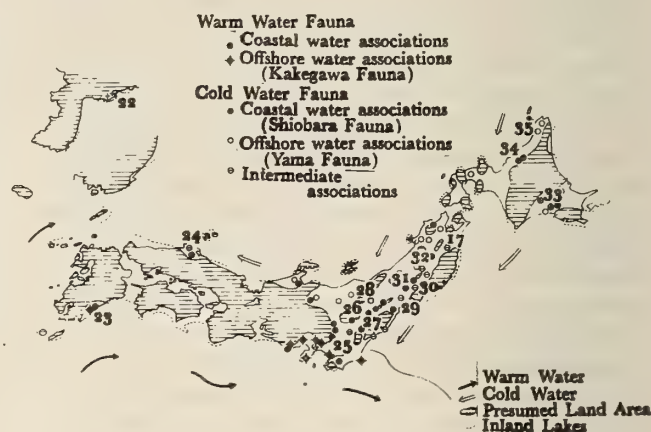 Warm Water Fauna
Coastal water associations
Offshore water associations
(Kakegawa Fauna)
Cold Water Fauna
Coastal water associations
(Shiobara Fauna)
Offshore water associations
(Yama Fauna)
Intermediate
associations
22
35
34
33
24a
17
32
31
30
28
29
26
27
23
25
Warm Water
Cold Water
Presumed Land Area
Inland Lakes